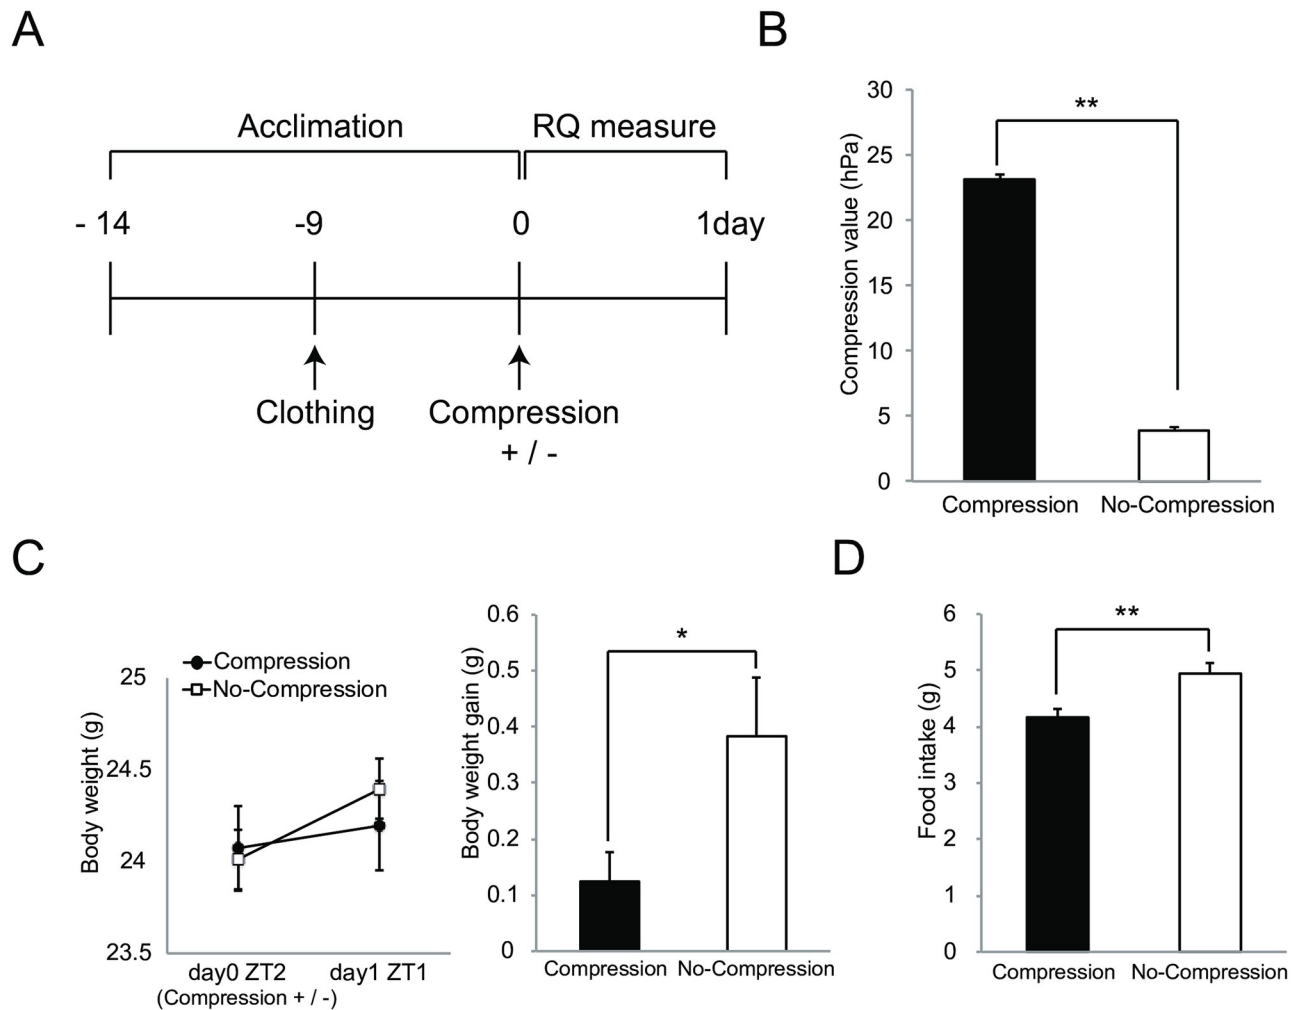 A
Acclimation
RQ measure
- 14
-9
0
1day
Clothing
Compression
+ / -
B
**
Compression value (hPa)
30
25
20
15
10
5
0
Compression
No-Compression
C
Compression
No-Compression
Body weight (g)
25
24.5
24
23.5
day0 ZT2
day1 ZT1
(Compression + / -)
*
Body weight gain (g)
0.6
0.5
0.4
0.3
0.2
0.1
0
Compression
No-Compression
D
**
Food intake (g)
6
5
4
3
2
1
0
Compression
No-Compression